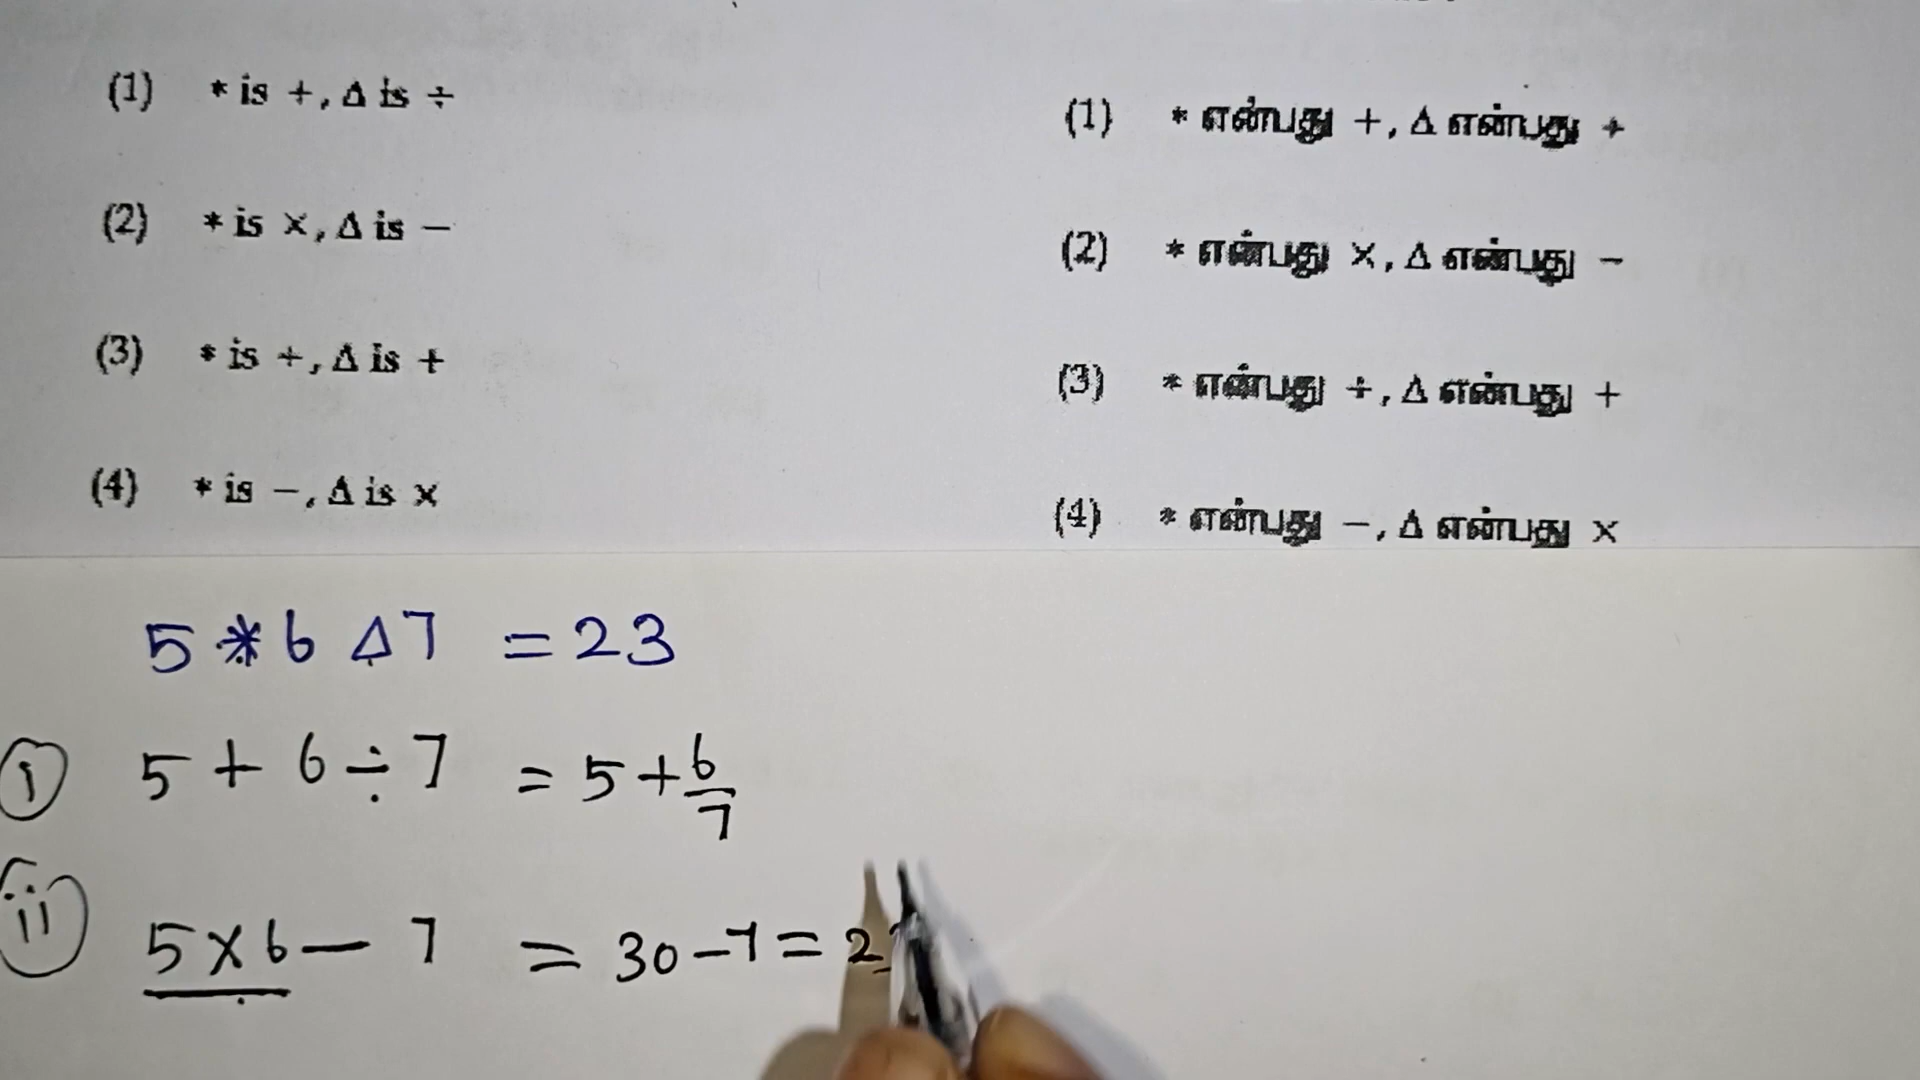 (1) * is +, Δ is ÷
(2) * is ×, Δ is −
(3) * is ÷, Δ is +
(4) * is −, Δ is ×
(1) * என்பது +, Δ என்பது ÷
(2) * என்பது ×, Δ என்பது −
(3) * என்பது ÷, Δ என்பது +
(4) * என்பது −, Δ என்பது ×
5 * 6 Δ 7 = 23
(i) 5 + 6 ÷ 7 = 5 + 6/7
(ii) 5 × 6 − 7 = 30 − 7 = 2